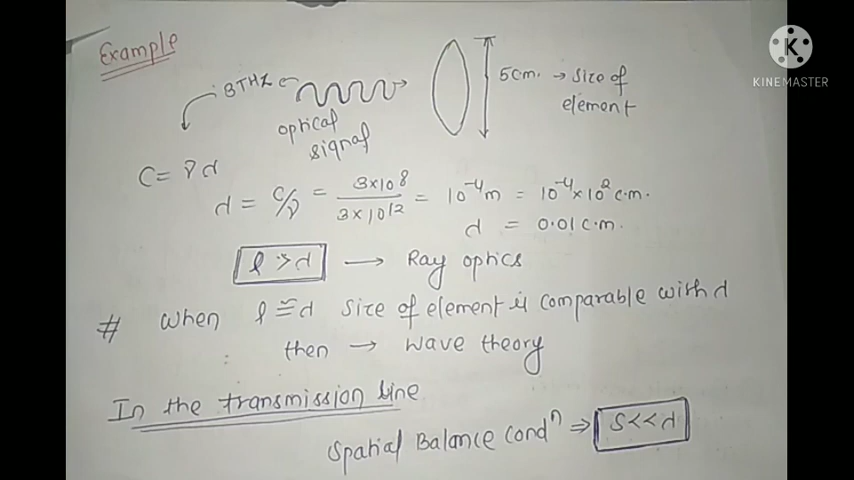 Example
3THz
optical
signal
5cm. → Size of
element
C = ν d
d = C/ν = 3×10^8 / 3×10^12 = 10^-4 m = 10^-4 × 10^2 c.m.
d = 0.01 c.m.
l > d → Ray optics
# When l ≅ d Size of element is comparable with d
then → Wave theory
In the transmission line
Spatial Balance Cond^n ⇒ S<<d
K
KINEMASTER